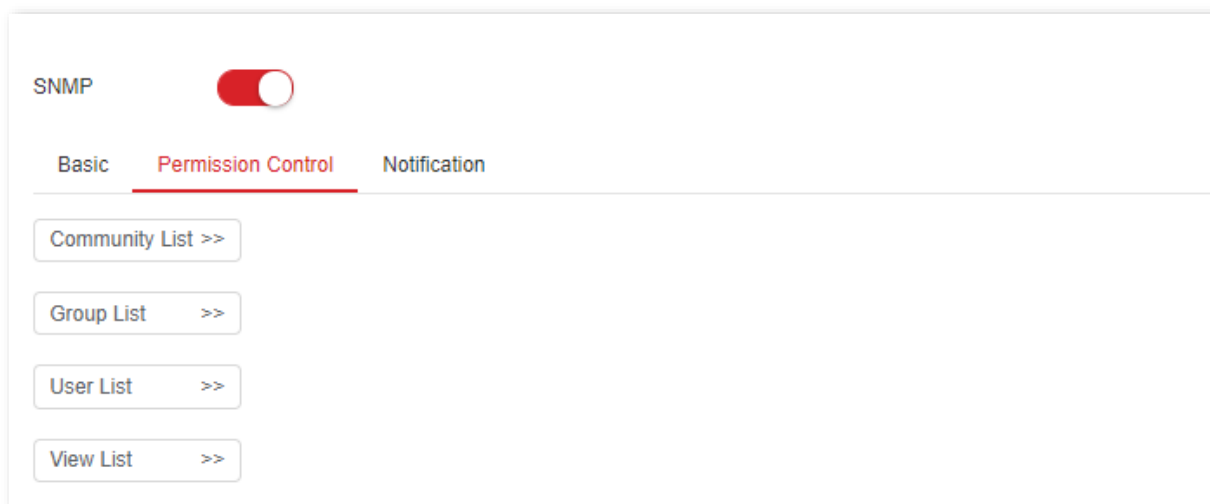 SNMP
Basic Permission Control Notification
Community List >>
Group List >>
User List >>
View List >>